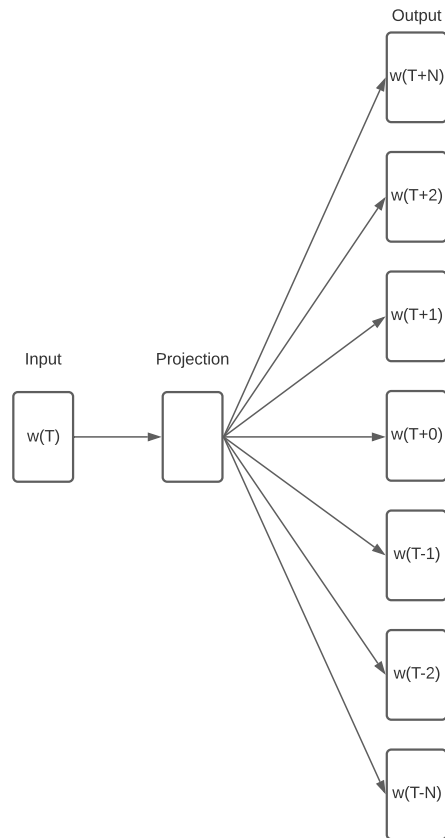 Output
w(T+N)
w(T+2)
w(T+1)
Input
Projection
w(T)
w(T+0)
w(T-1)
w(T-2)
w(T-N)